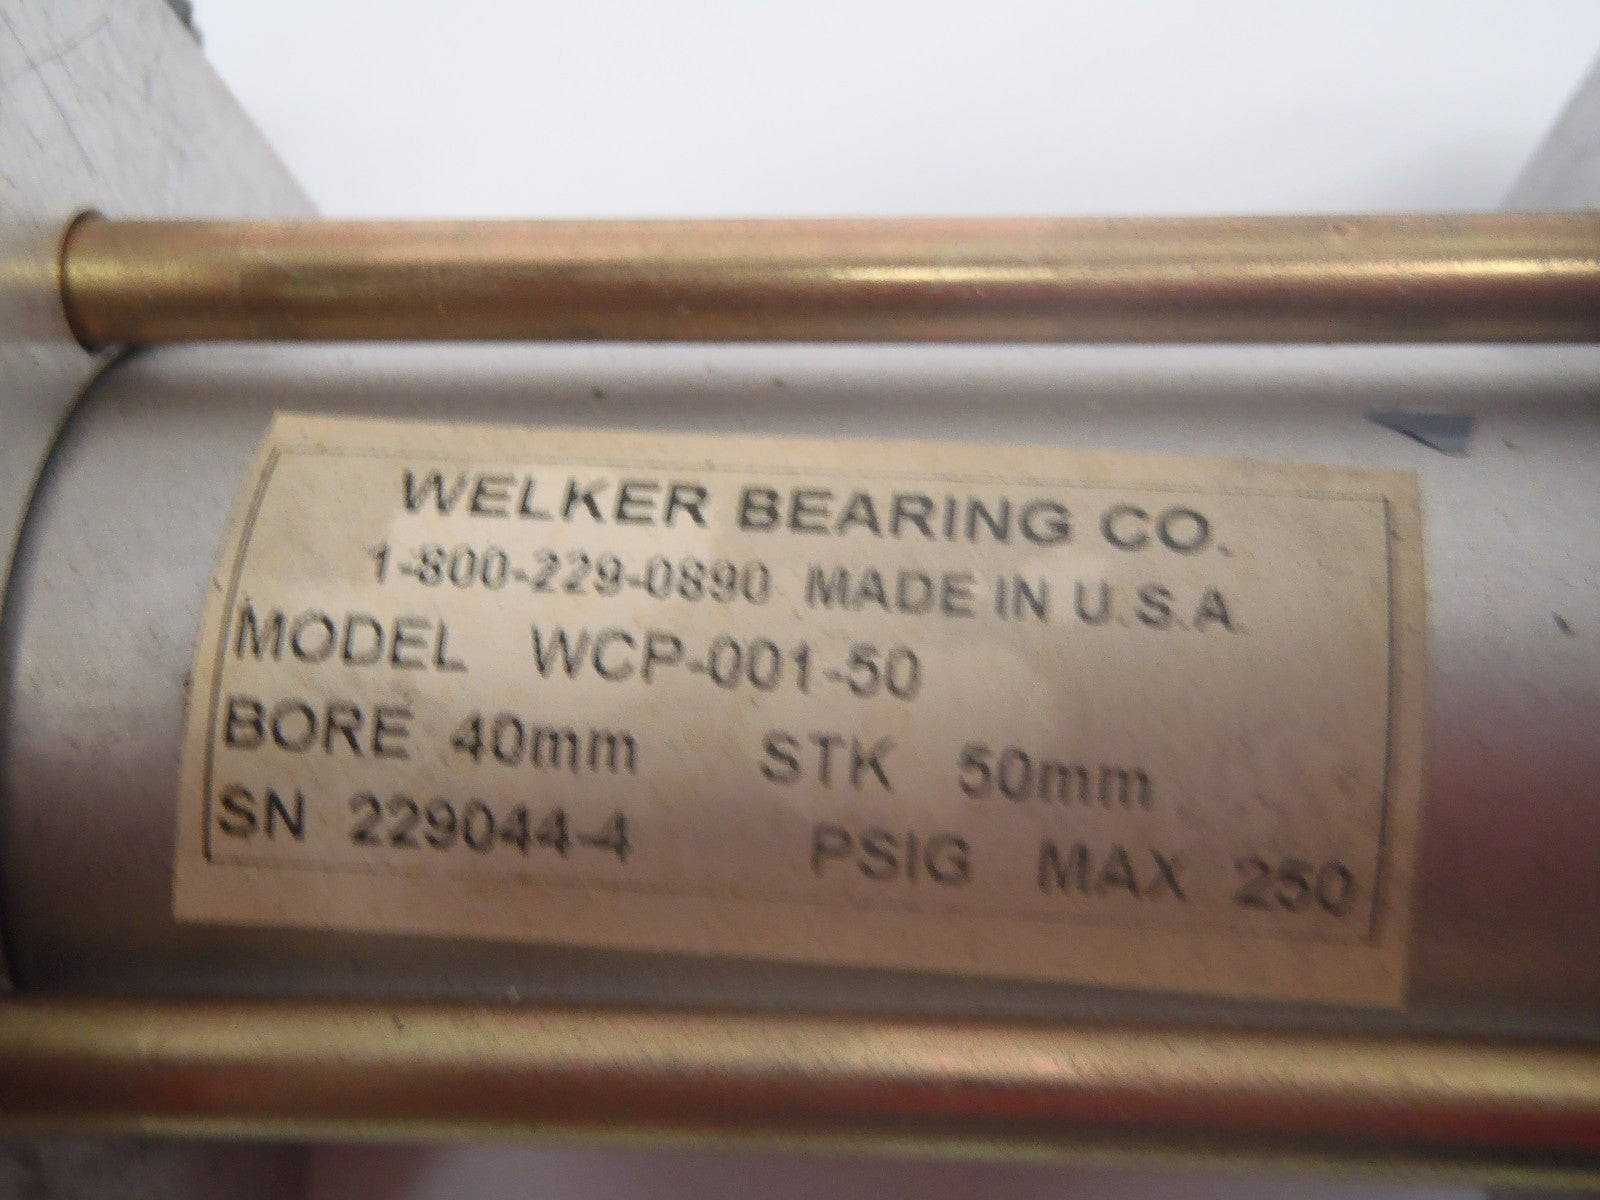 WELKER BEARING CO.
1-800-229-0890 MADE IN U.S.A.
MODEL WCP-001-50
BORE 40mm STK 50mm
SN 229044-4 PSIG MAX 250